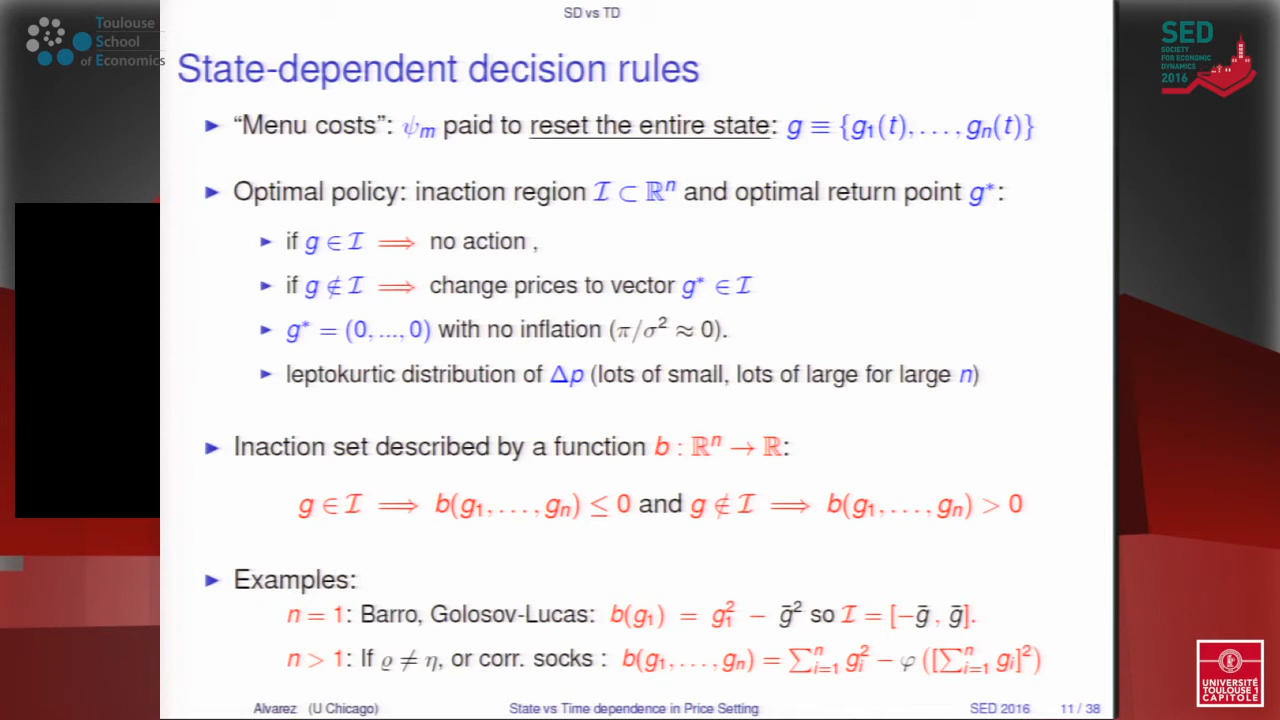 SD vs TD
Toulouse
School
of Economics
SED
SOCIETY
FOR ECONOMIC
DYNAMICS
2016
State-dependent decision rules
► “Menu costs”: ψm paid to reset the entire state: g ≡ {g1(t), . . . , gn(t)}
► Optimal policy: inaction region 𝓘 ⊂ ℝⁿ and optimal return point g*:
► if g ∈ 𝓘 ⟹ no action ,
► if g ∉ 𝓘 ⟹ change prices to vector g* ∈ 𝓘
► g* = (0, ..., 0) with no inflation (π/σ² ≈ 0).
► leptokurtic distribution of Δp (lots of small, lots of large for large n)
► Inaction set described by a function b : ℝⁿ → ℝ:
g ∈ 𝓘 ⟹ b(g1, . . . , gn) ≤ 0 and g ∉ 𝓘 ⟹ b(g1, . . . , gn) > 0
► Examples:
n = 1: Barro, Golosov-Lucas: b(g1) = g1² − ḡ² so 𝓘 = [−ḡ , ḡ].
n > 1: If ϱ ≠ η, or corr. socks : b(g1, . . . , gn) = ∑ⁿi=1 gi² − φ ([∑ⁿi=1 gi]²)
Alvarez (U Chicago) State vs Time dependence in Price Setting SED 2016 11 / 38
UNIVERSITÉ
TOULOUSE 1
CAPITOLE